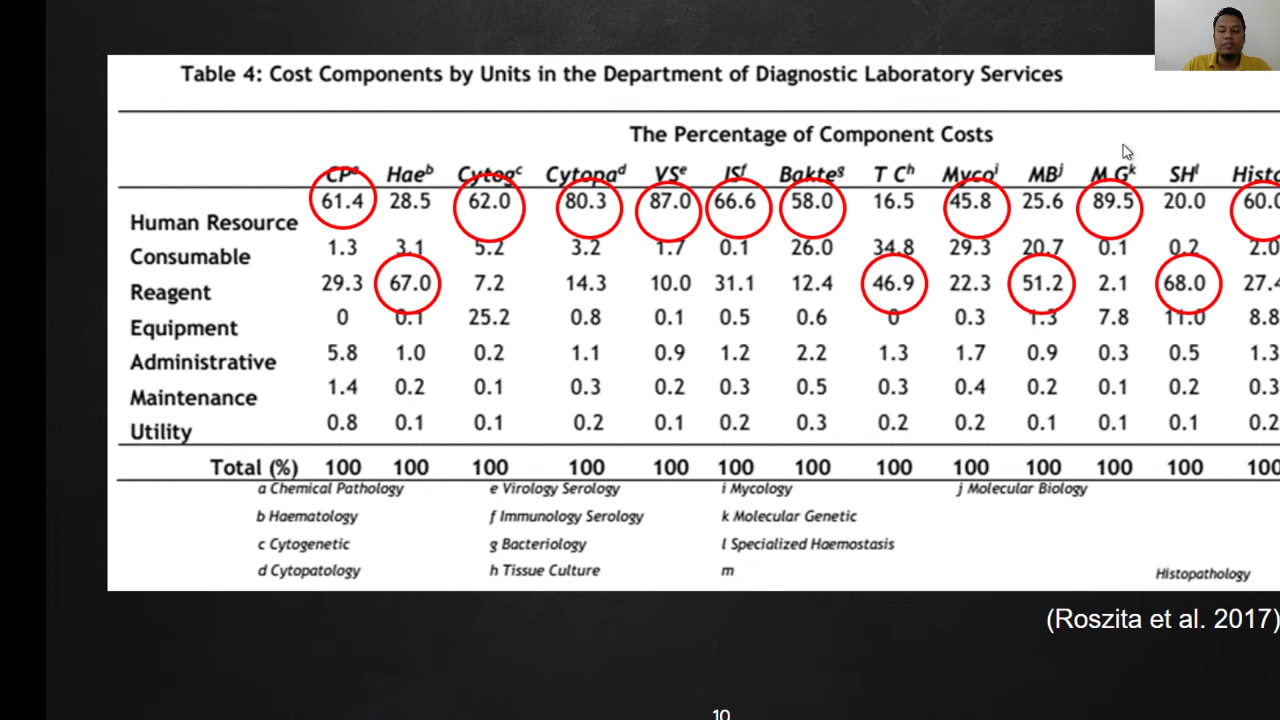 Table 4: Cost Components by Units in the Department of Diagnostic Laboratory Services
The Percentage of Component Costs
CPa Haeb Cytogc Cytopad VSe ISf Bakteg T Ch Mycoi MBj M Gk SHl Histo
Human Resource 61.4 28.5 62.0 80.3 87.0 66.6 58.0 16.5 45.8 25.6 89.5 20.0 60.0
Consumable 1.3 3.1 5.2 3.2 1.7 0.1 26.0 34.8 29.3 20.7 0.1 0.2 2.0
Reagent 29.3 67.0 7.2 14.3 10.0 31.1 12.4 46.9 22.3 51.2 2.1 68.0 27.4
Equipment 0 0.1 25.2 0.8 0.1 0.5 0.6 0 0.3 1.3 7.8 11.0 8.8
Administrative 5.8 1.0 0.2 1.1 0.9 1.2 2.2 1.3 1.7 0.9 0.3 0.5 1.3
Maintenance 1.4 0.2 0.1 0.3 0.2 0.3 0.5 0.3 0.4 0.2 0.1 0.2 0.3
Utility 0.8 0.1 0.1 0.2 0.1 0.2 0.3 0.2 0.2 0.1 0.1 0.1 0.2
Total (%) 100 100 100 100 100 100 100 100 100 100 100 100 100
a Chemical Pathology e Virology Serology i Mycology j Molecular Biology
b Haematology f Immunology Serology k Molecular Genetic
c Cytogenetic g Bacteriology l Specialized Haemostasis
d Cytopatology h Tissue Culture m Histopathology
(Roszita et al. 2017)
10